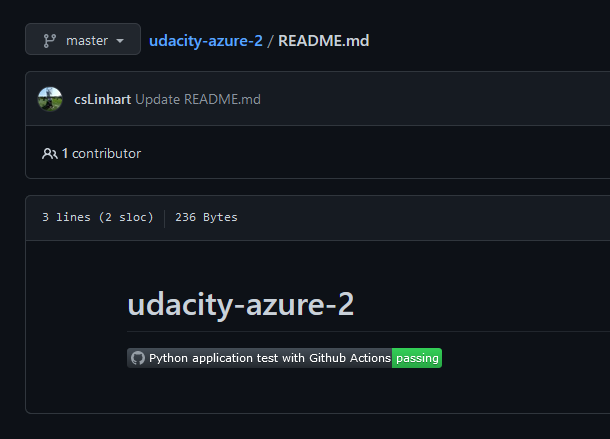 master udacity-azure-2 / README.md
csLinhart Update README.md
1 contributor
3 lines (2 sloc) 236 Bytes
udacity-azure-2
Python application test with Github Actions passing